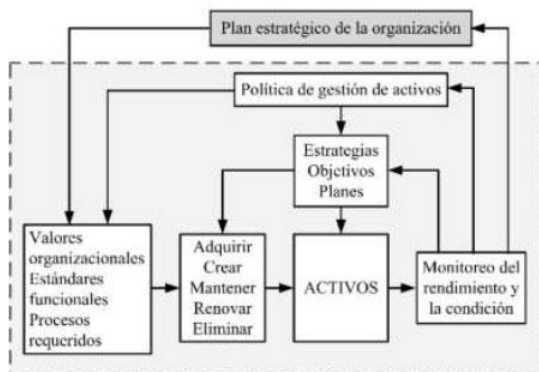 Plan estratégico de la organización
Política de gestión de activos
Estrategias
Objetivos
Planes
Valores
organizacionales
Estándares
funcionales
Procesos
requeridos
Adquirir
Crear
Mantener
Renovar
Eliminar
ACTIVOS
Monitoreo del
rendimiento y
la condición